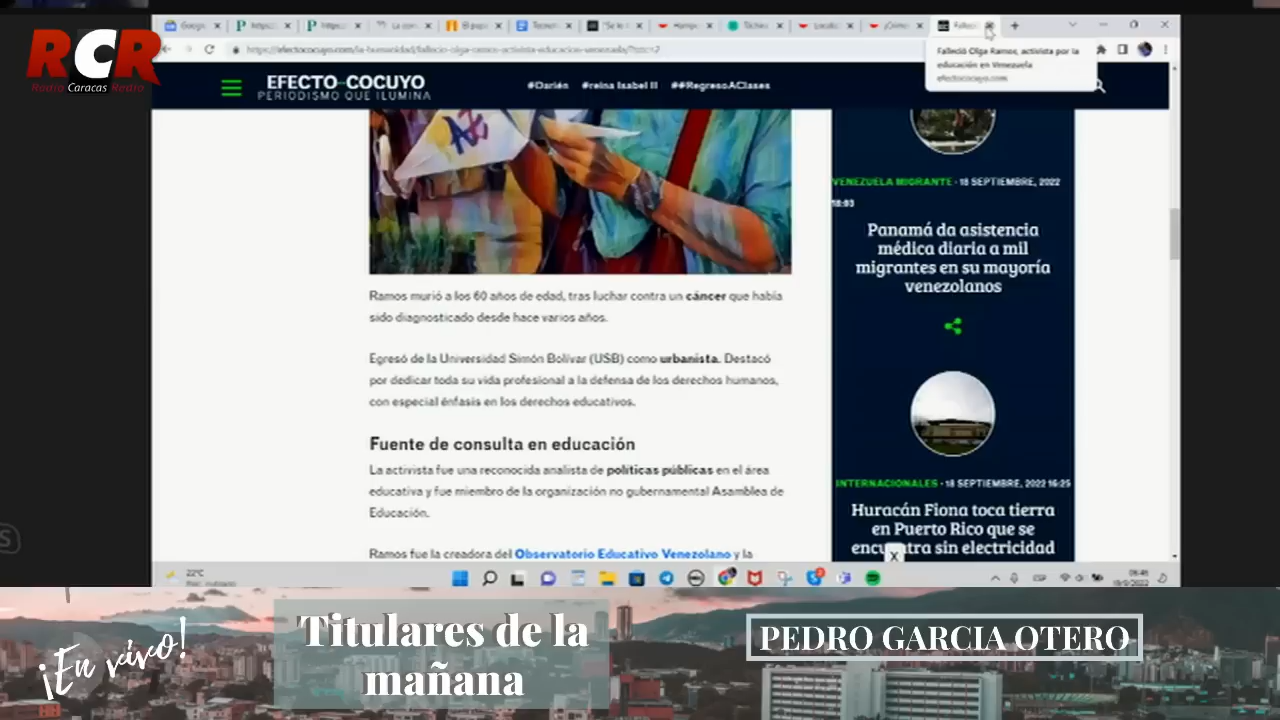 RCR
Radio Caracas Radio
Google
https:
https:
Falleció Olga Ramos, activista por la
educación en Venezuela
efectococuyo.com
EFECTO COCUYO
PERIODISMO QUE ILUMINA
#Darién #reina Isabel II ##RegresoAClases
AZ
VENEZUELA MIGRANTE - 18 SEPTIEMBRE, 2022
Panamá da asistencia
médica diaria a mil
migrantes en su mayoría
venezolanos
Ramos murió a los 60 años de edad, tras luchar contra un cáncer que había
sido diagnosticado desde hace varios años.
Egresó de la Universidad Simón Bolívar (USB) como urbanista. Destacó
por dedicar toda su vida profesional a la defensa de los derechos humanos,
con especial énfasis en los derechos educativos.
Fuente de consulta en educación
La activista fue una reconocida analista de políticas públicas en el área
educativa y fue miembro de la organización no gubernamental Asamblea de
Educación.
Ramos fue la creadora del Observatorio Educativo Venezolano y la
INTERNACIONALES - 18 SEPTIEMBRE, 2022 16:25
Huracán Fiona toca tierra
en Puerto Rico que se
encuentra sin electricidad
X
22°C
¡En vivo!
Titulares de la
mañana
PEDRO GARCIA OTERO